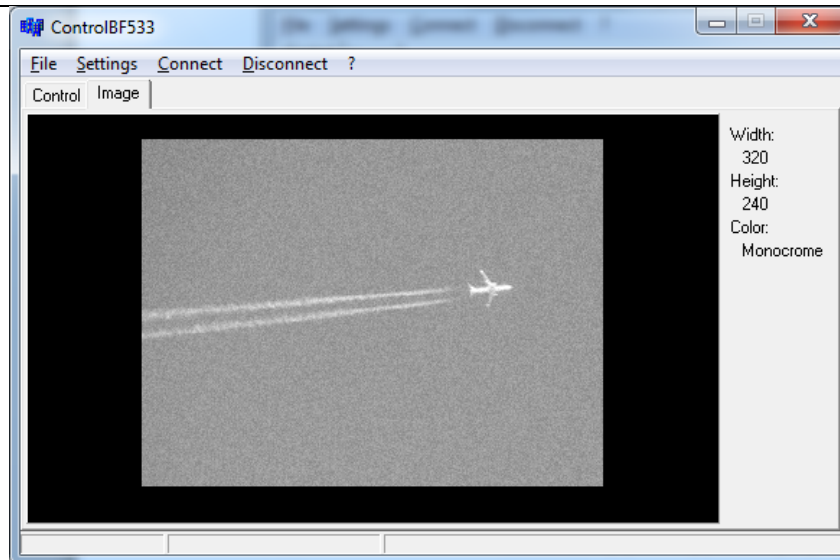 ControlBF533
File Settings Connect Disconnect ?
Control Image
Width:
320
Height:
240
Color:
Monocrome